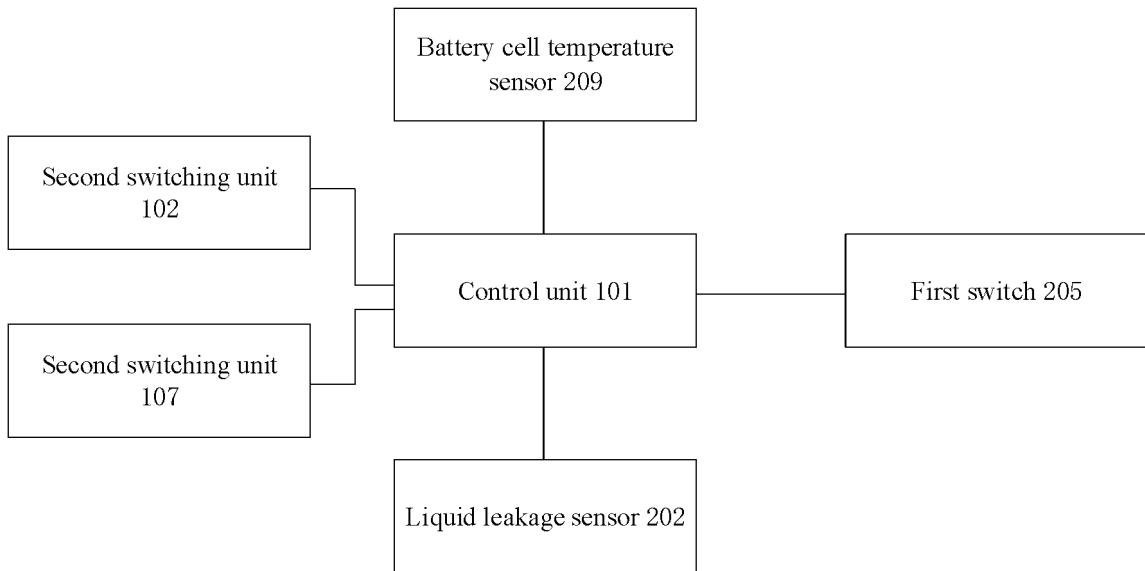 Battery cell temperature
sensor 209
Second switching unit
102
Control unit 101
First switch 205
Second switching unit
107
Liquid leakage sensor 202